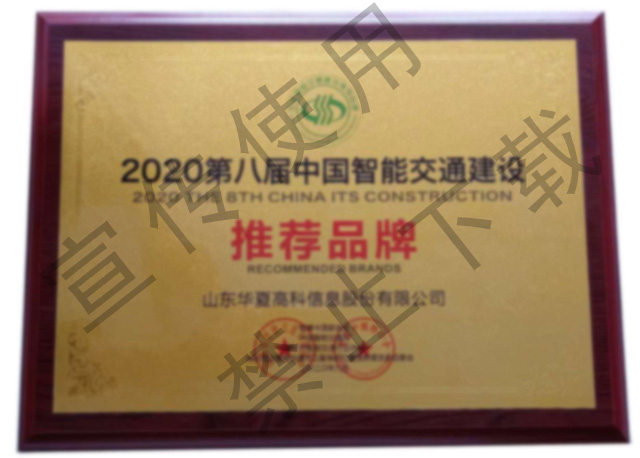 2020第八届中国智能交通建设
2020 THE 8TH CHINA ITS CONSTRUCTION
推荐品牌
RECOMMENDED BRANDS
山东华夏高科信息股份有限公司
宣传使用
禁止下载